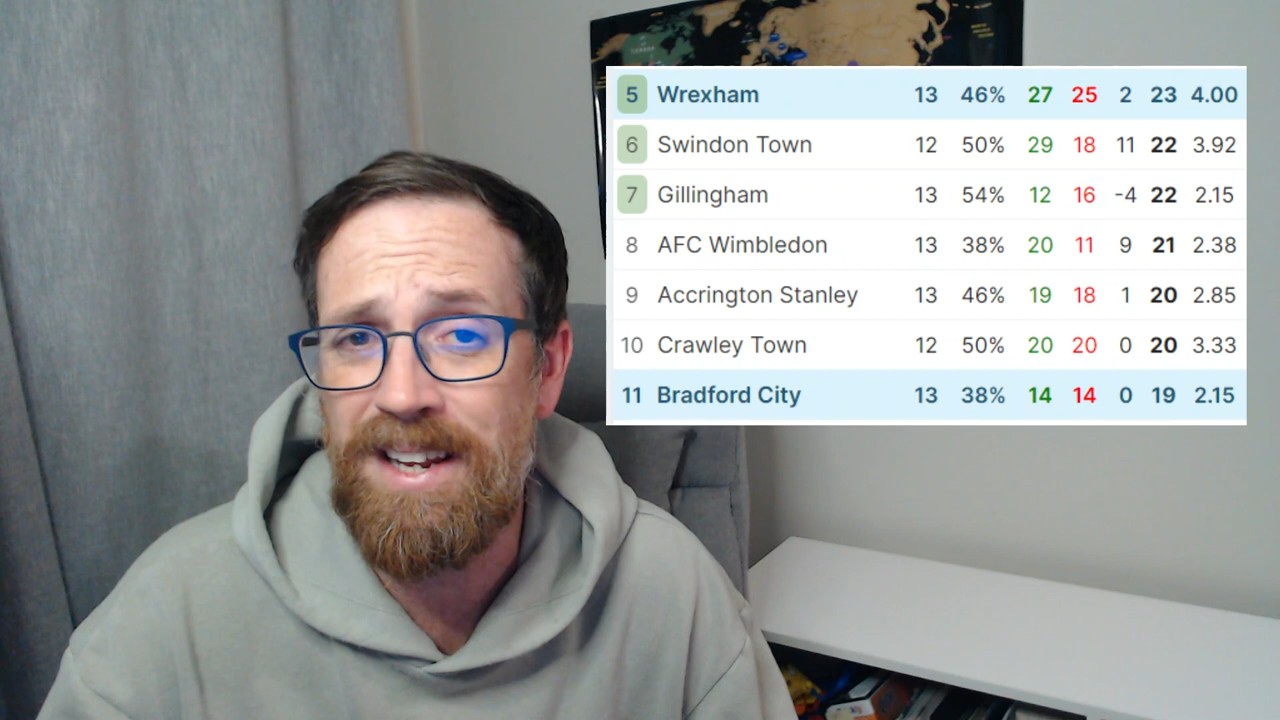 5 Wrexham 13 46% 27 25 2 23 4.00
6 Swindon Town 12 50% 29 18 11 22 3.92
7 Gillingham 13 54% 12 16 -4 22 2.15
8 AFC Wimbledon 13 38% 20 11 9 21 2.38
9 Accrington Stanley 13 46% 19 18 1 20 2.85
10 Crawley Town 12 50% 20 20 0 20 3.33
11 Bradford City 13 38% 14 14 0 19 2.15